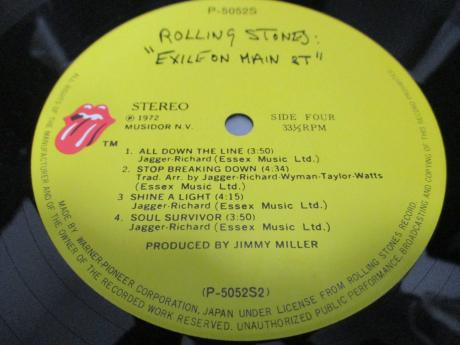 P-5052S
ROLLING STONES:
"EXILE ON MAIN ST"
STEREO
℗ 1972
MUSIDOR N.V.
SIDE FOUR
33⅓RPM
TM
1. ALL DOWN THE LINE (3:50)
Jagger-Richard (Essex Music Ltd.)
2. STOP BREAKING DOWN (4:34)
Trad. Arr. by Jagger-Richard-Wyman-Taylor-Watts
(Essex Music Ltd.)
3 SHINE A LIGHT (4:15)
Jagger-Richard (Essex Music Ltd.)
4. SOUL SURVIVOR (3:50)
Jagger-Richard (Essex Music Ltd.)
PRODUCED BY JIMMY MILLER
(P-5052S2)
MADE BY WARNER-PIONEER CORPORATION, JAPAN UNDER LICENSE FROM ROLLING STONES RECORD.
ALL RIGHTS OF THE MANUFACTURER AND OF THE OWNER OF THE RECORDED WORK RESERVED. UNAUTHORIZED PUBLIC PERFORMANCE, BROADCASTING AND COPYING OF THIS RECORD PROHIBITED.